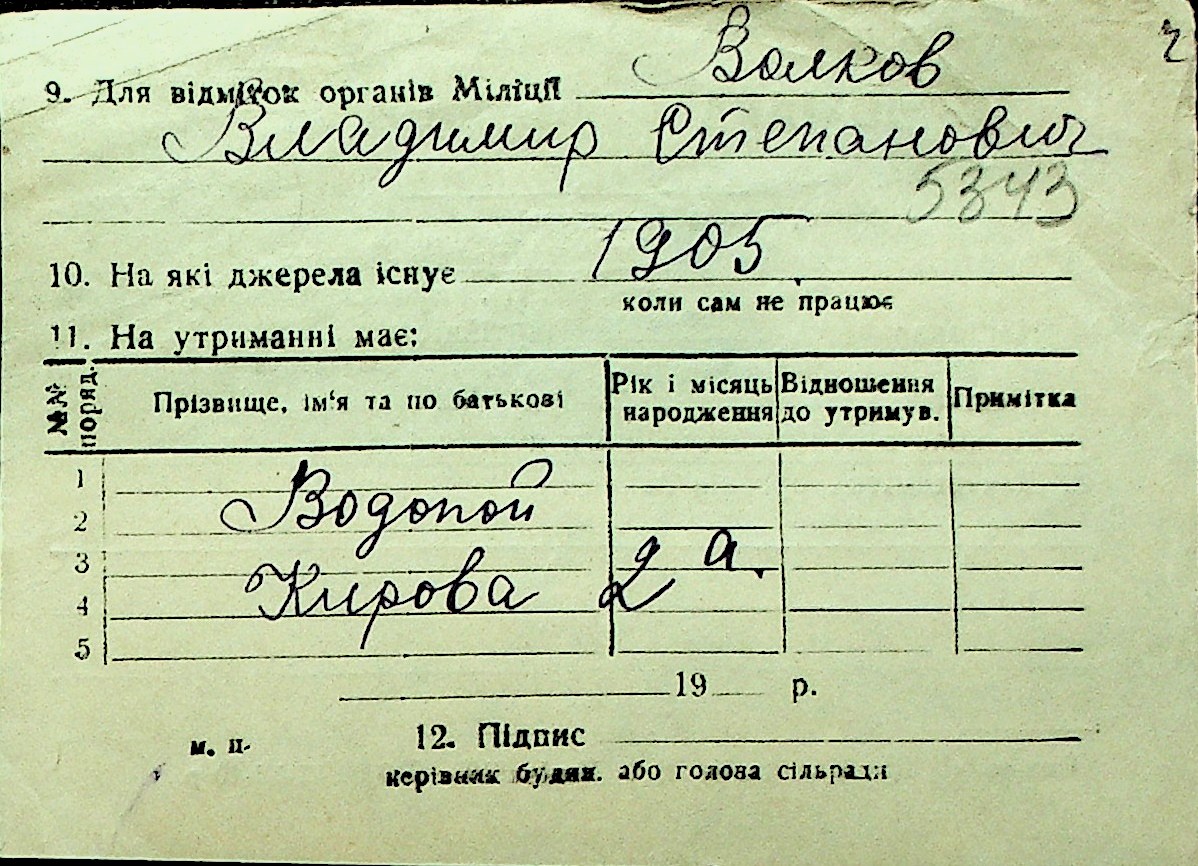 ч
9. Для відміток органів Міліції Волков
Владимир Степанович
5343
10. На які джерела існує 1905
коли сам не працює
11. На утриманні має:
№№ поряд. Прізвище, ім'я та по батькові Рік і місяць народження Відношення до утримув. Примітка
1
2 Водопой
3
4 Кирова 2 а.
5
19 р.
м. п. 12. Підпис
керівник будин. або голова сільради